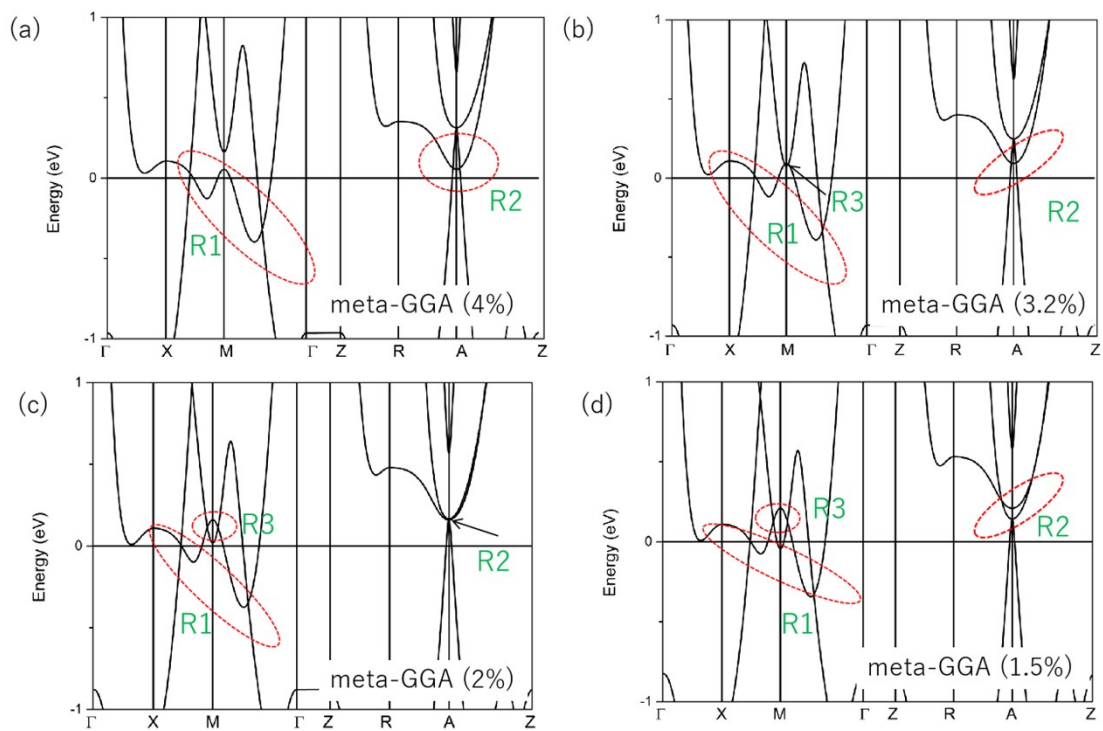 (a)
1
Energy (eV)
0
-1
R1
R2
meta-GGA (4%)
Γ X M Γ Z R A Z
(b)
1
Energy (eV)
0
-1
R3
R1
R2
meta-GGA (3.2%)
Γ X M Γ Z R A Z
(c)
1
Energy (eV)
0
-1
R3
R1
R2
meta-GGA (2%)
Γ X M Γ Z R A Z
(d)
1
Energy (eV)
0
-1
R3
R1
R2
meta-GGA (1.5%)
Γ X M Γ Z R A Z